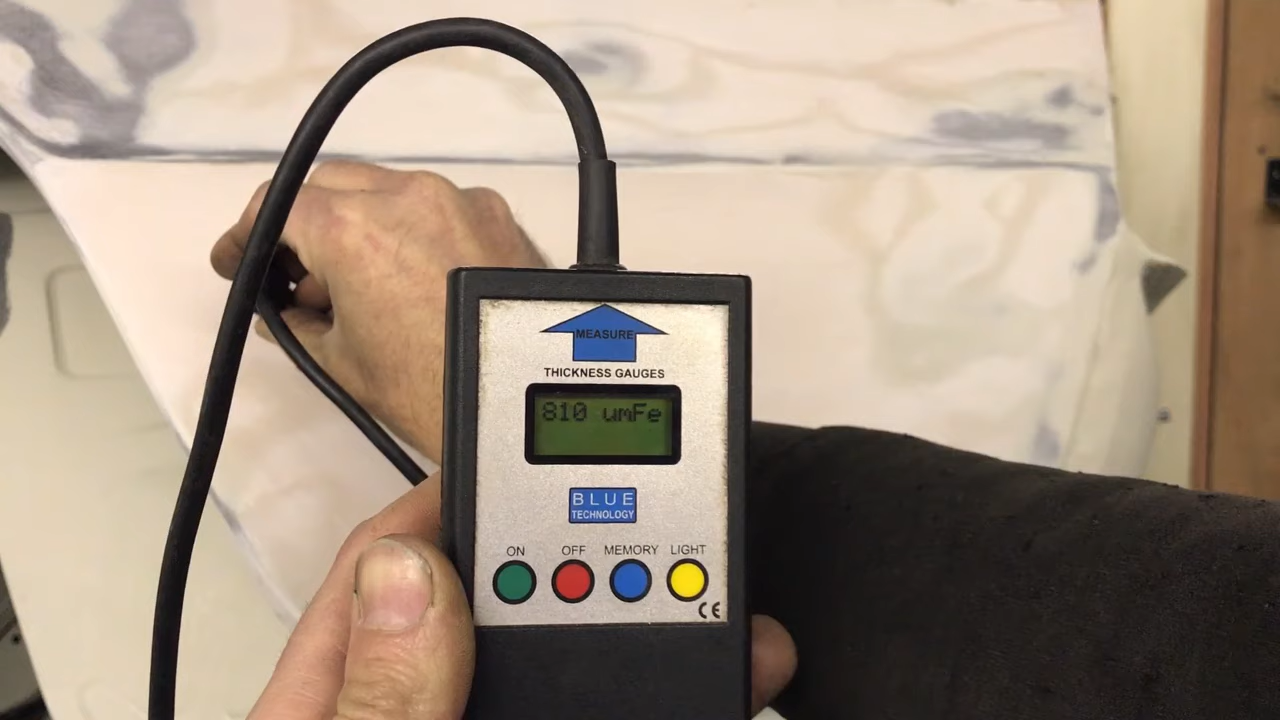 MEASURE
THICKNESS GAUGES
810 umFe
BLUE
TECHNOLOGY
ON OFF MEMORY LIGHT
CE